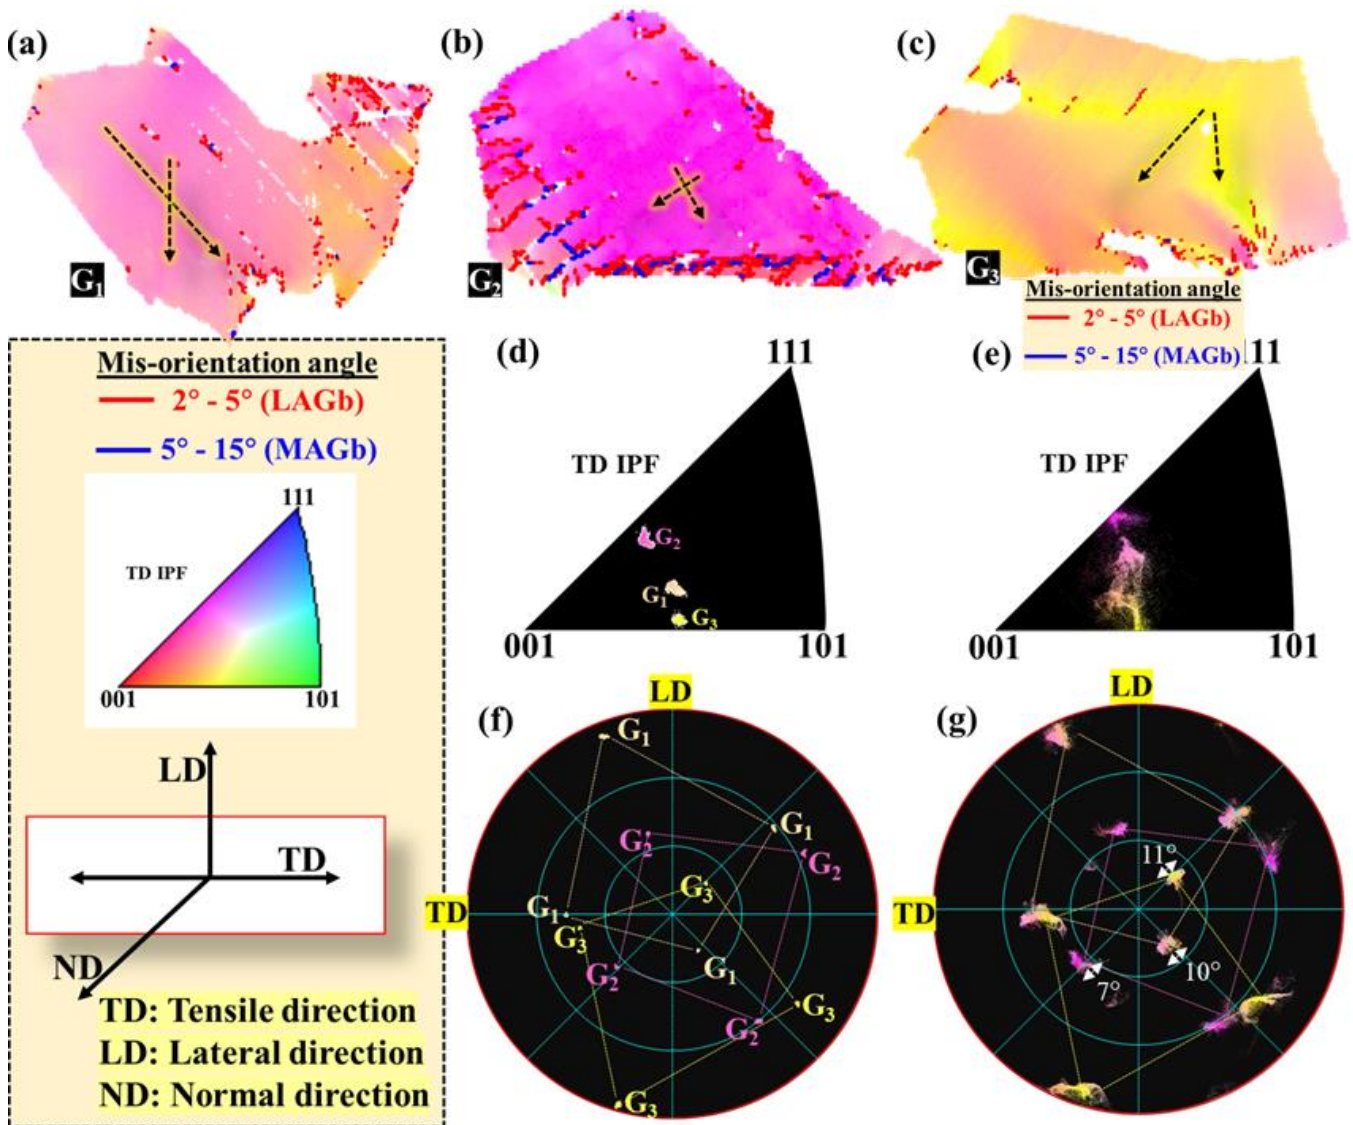 (a)
G1
(b)
G2
(c)
G3
Mis-orientation angle
2° - 5° (LAGb)
5° - 15° (MAGb)
Mis-orientation angle
2° - 5° (LAGb)
5° - 15° (MAGb)
TD IPF
111
001
101
LD
TD
ND
TD: Tensile direction
LD: Lateral direction
ND: Normal direction
(d)
111
TD IPF
G2
G1
G3
001
101
(e)
11
TD IPF
001
101
(f)
LD
TD
G1
G1
G2
G2
G3
G1
G3
G2
G1
G3
G2
G3
(g)
LD
TD
11°
10°
7°